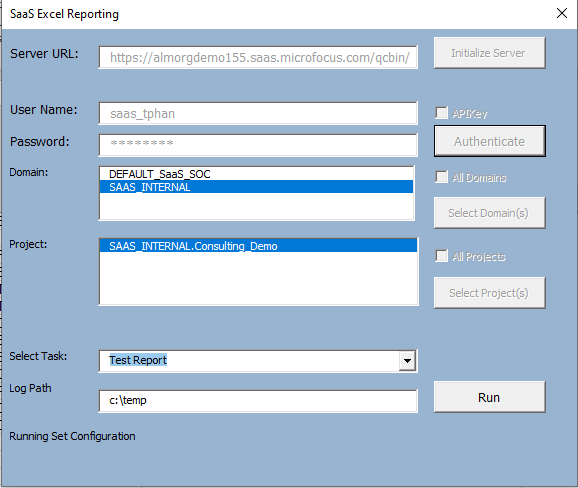 SaaS Excel Reporting
Server URL: https://almorgdemo155.saas.microfocus.com/qcbin/ Initialize Server
User Name: saas_tphan APIKey
Password: ******** Authenticate
Domain: DEFAULT_SaaS_SOC
SAAS_INTERNAL All Domains
Select Domain(s)
Project: SAAS_INTERNAL.Consulting_Demo
All Projects
Select Project(s)
Select Task: Test Report
Log Path
c:\temp Run
Running Set Configuration